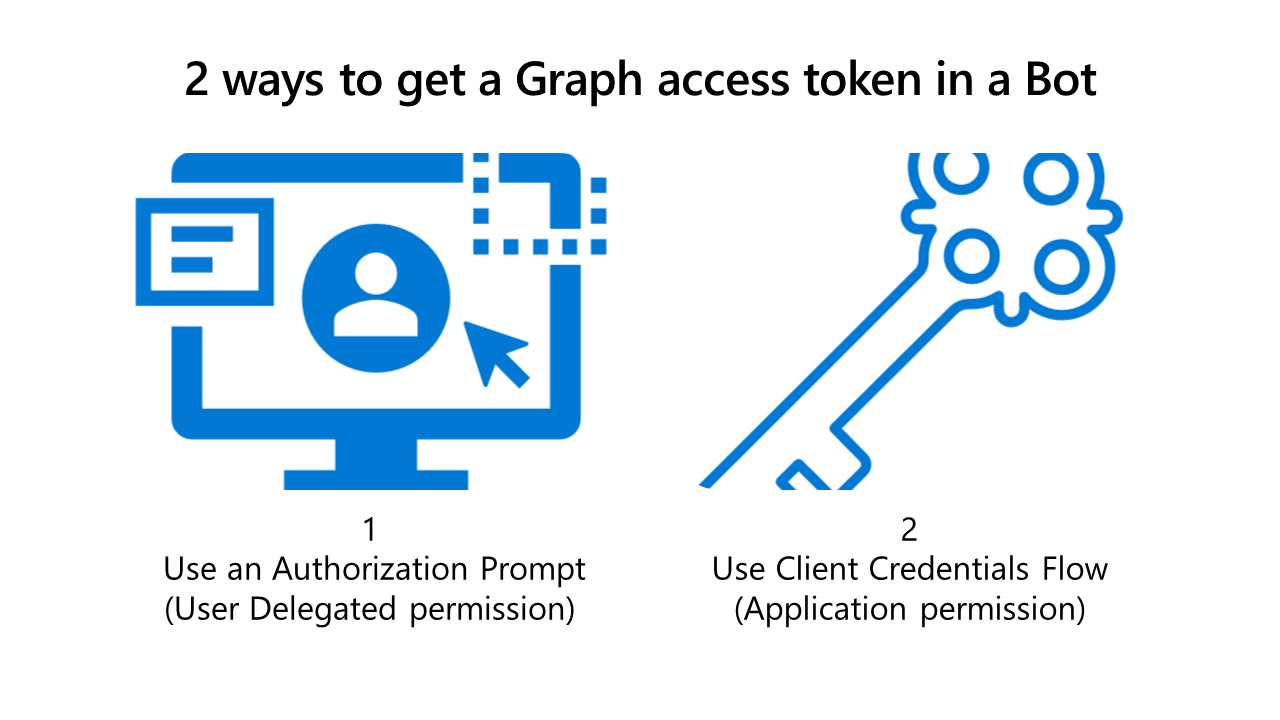 2 ways to get a Graph access token in a Bot
1
Use an Authorization Prompt
(User Delegated permission)
2
Use Client Credentials Flow
(Application permission)